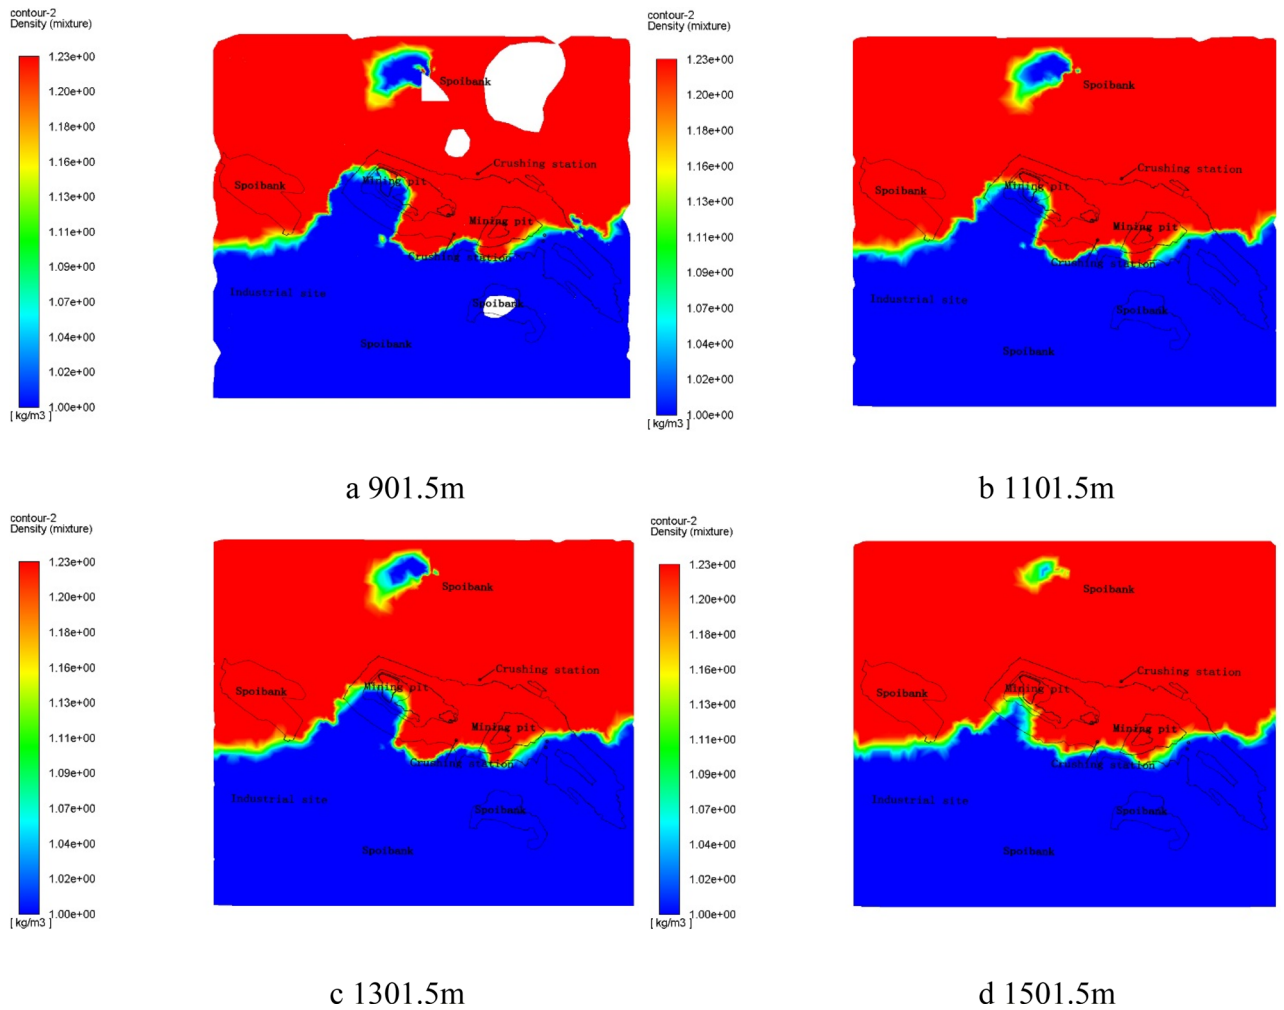 contour-2
Density (mixture)
1.23e+00
1.20e+00
1.18e+00
1.16e+00
1.13e+00
1.11e+00
1.09e+00
1.07e+00
1.04e+00
1.02e+00
1.00e+00
[ kg/m3 ]
Spoibank
Crushing station
Spoibank
Mining pit
Mining pit
Crushing station
Industrial site
Spoibank
Spoibank
a 901.5m
contour-2
Density (mixture)
1.23e+00
1.20e+00
1.18e+00
1.16e+00
1.13e+00
1.11e+00
1.09e+00
1.07e+00
1.04e+00
1.02e+00
1.00e+00
[ kg/m3 ]
Spoibank
Crushing station
Spoibank
Mining pit
Mining pit
Crushing station
Industrial site
Spoibank
Spoibank
b 1101.5m
contour-2
Density (mixture)
1.23e+00
1.20e+00
1.18e+00
1.16e+00
1.13e+00
1.11e+00
1.09e+00
1.07e+00
1.04e+00
1.02e+00
1.00e+00
[ kg/m3 ]
Spoibank
Crushing station
Spoibank
Mining pit
Mining pit
Crushing station
Industrial site
Spoibank
Spoibank
c 1301.5m
contour-2
Density (mixture)
1.23e+00
1.20e+00
1.18e+00
1.16e+00
1.13e+00
1.11e+00
1.09e+00
1.07e+00
1.04e+00
1.02e+00
1.00e+00
[ kg/m3 ]
Spoibank
Crushing station
Spoibank
Mining pit
Mining pit
Crushing station
Industrial site
Spoibank
Spoibank
d 1501.5m